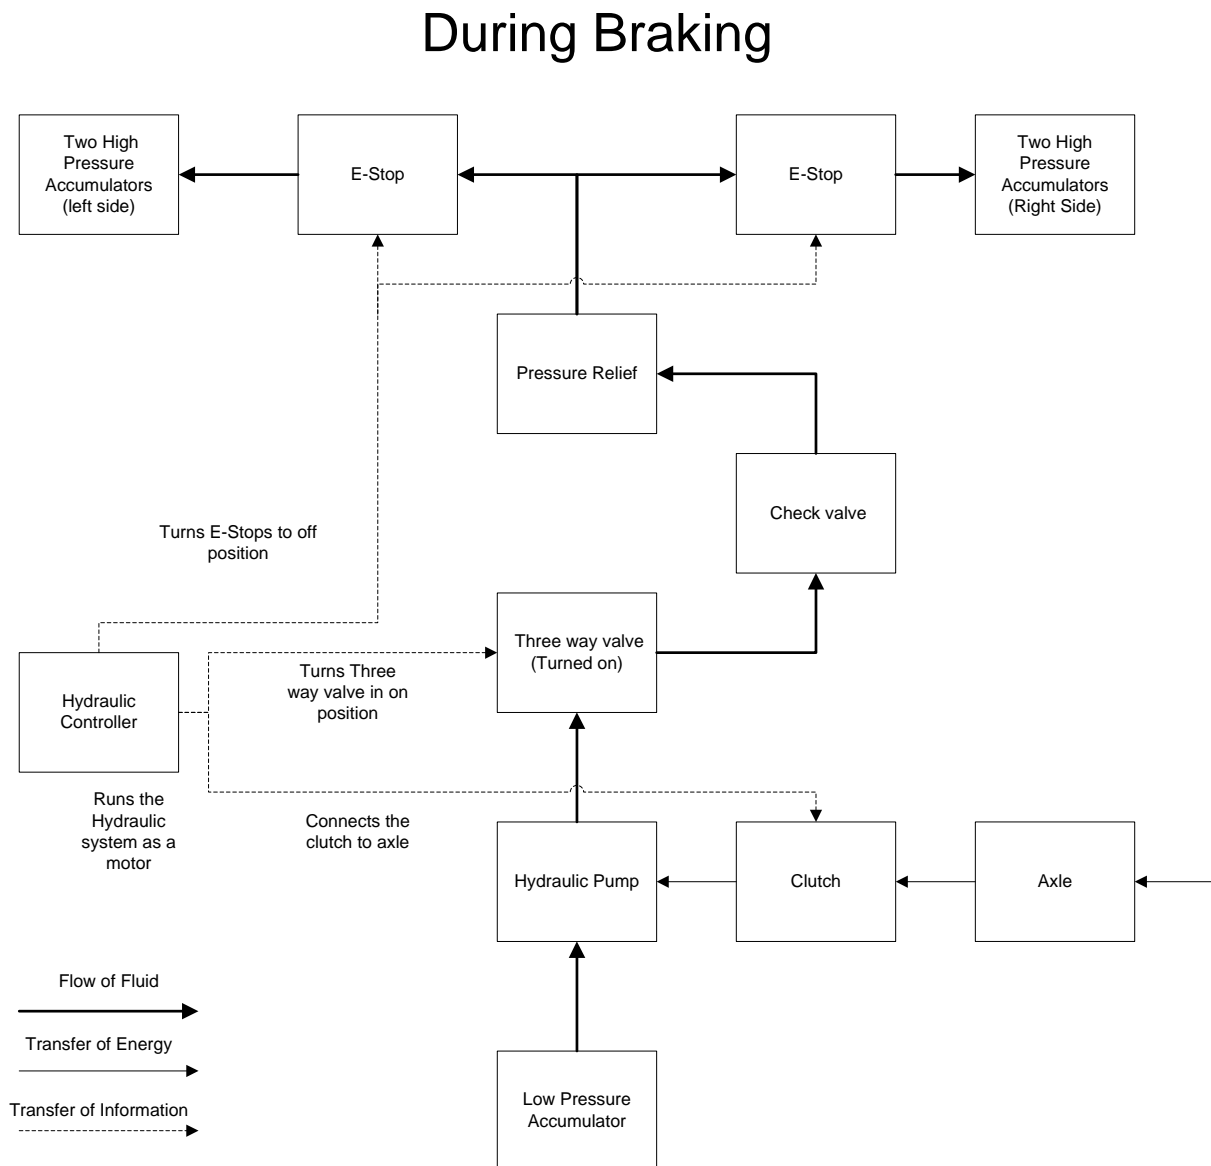 During Braking
Two High
Pressure
Accumulators
(left side)
E-Stop
E-Stop
Two High
Pressure
Accumulators
(Right Side)
Pressure Relief
Check valve
Turns E-Stops to off
position
Three way valve
(Turned on)
Hydraulic
Controller
Turns Three
way valve in on
position
Runs the
Hydraulic
system as a
motor
Connects the
clutch to axle
Hydraulic Pump
Clutch
Axle
Flow of Fluid
Transfer of Energy
Transfer of Information
Low Pressure
Accumulator